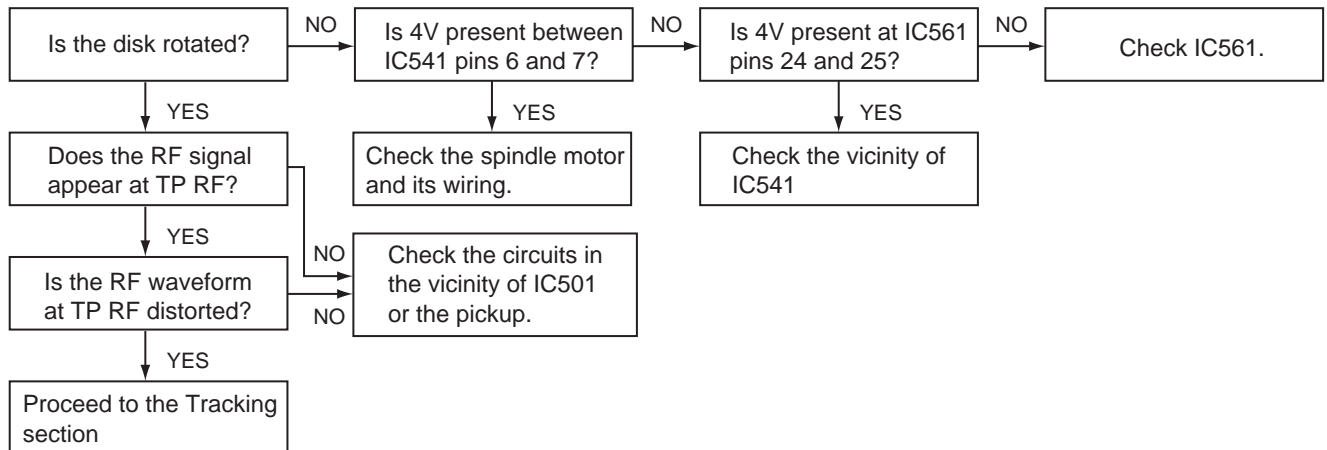 Is the disk rotated?
NO
Is 4V present between
IC541 pins 6 and 7?
NO
Is 4V present at IC561
pins 24 and 25?
NO
Check IC561.
YES
YES
YES
Does the RF signal
appear at TP RF?
Check the spindle motor
and its wiring.
Check the vicinity of
IC541
YES
NO
Check the circuits in
the vicinity of IC501
or the pickup.
Is the RF waveform
at TP RF distorted?
NO
YES
Proceed to the Tracking
section